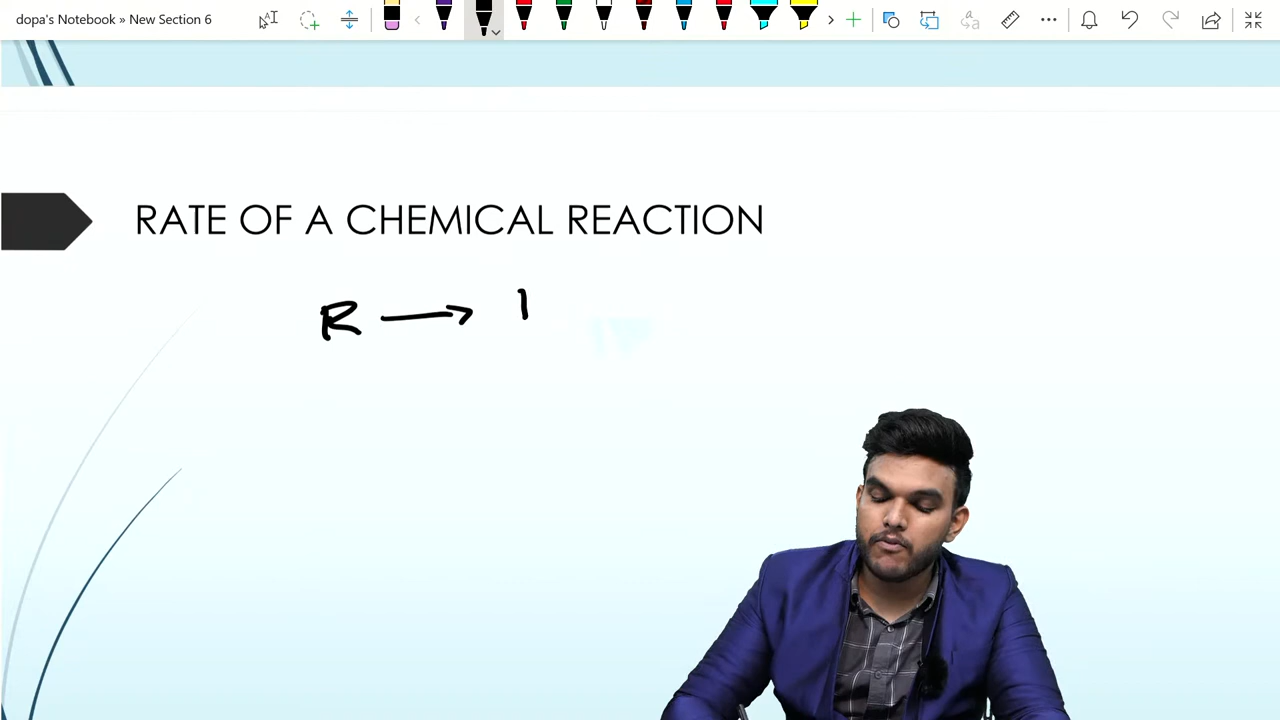 dopa's Notebook » New Section 6
RATE OF A CHEMICAL REACTION
R →